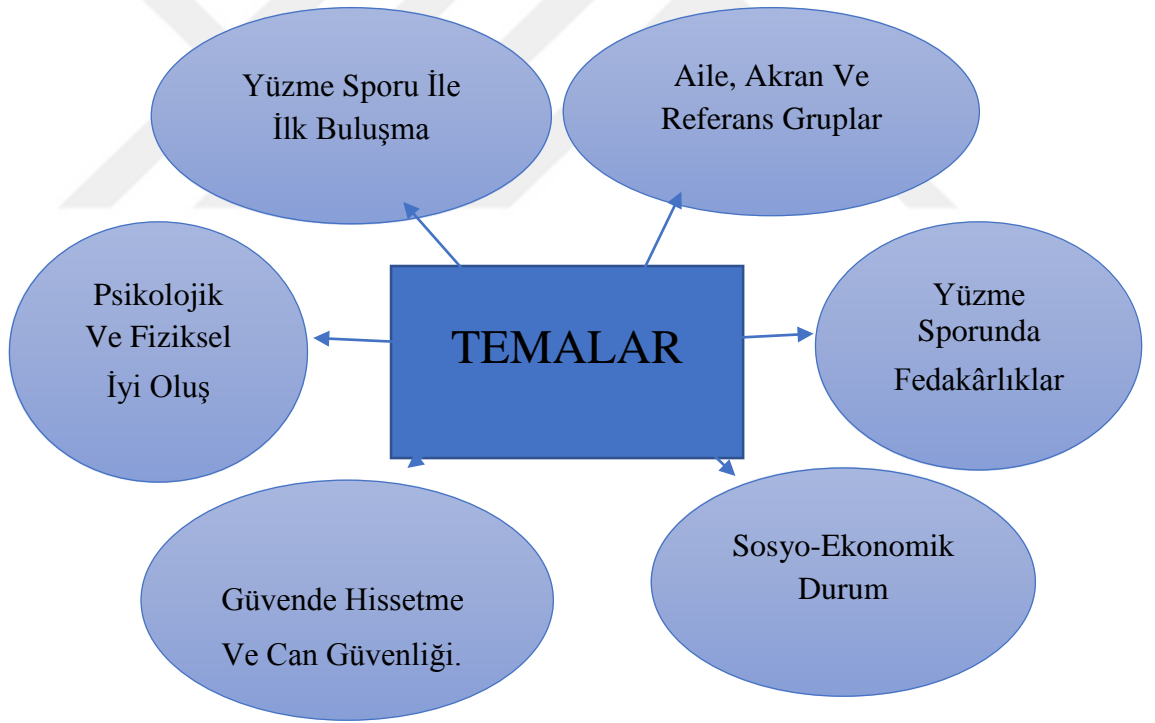 Yüzme Sporu İle
İlk Buluşma
Aile, Akran Ve
Referans Gruplar
Psikolojik
Ve Fiziksel
İyi Oluş
TEMALAR
Yüzme
Sporunda
Fedakârlıklar
Güvende Hissetme
Ve Can Güvenliği.
Sosyo-Ekonomik
Durum